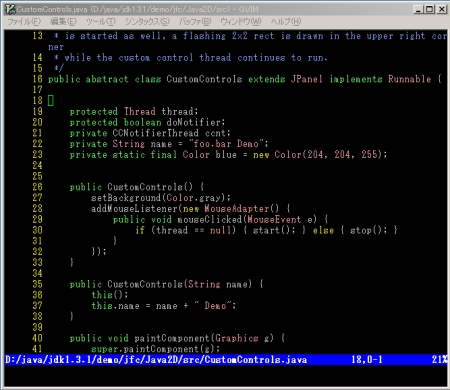 CustomControls.java (D:/java/jdk1.3.1/demo/jfc/Java2D/src) - GVIM
ファイル(F) 編集(E) ツール(T) シンタックス(S) バッファ(B) ウィンドウ(W) ヘルプ(H)
13  * is started as well, a flashing 2x2 rect is drawn in the upper right cor
ner
14  * while the custom control thread continues to run.
15  */
16 public abstract class CustomControls extends JPanel implements Runnable {
17
18
19     protected Thread thread;
20     protected boolean doNotifier;
21     private CCNotifierThread ccnt;
22     private String name = "foo.bar Demo";
23     private static final Color blue = new Color(204, 204, 255);
24
25
26     public CustomControls() {
27         setBackground(Color.gray);
28         addMouseListener(new MouseAdapter() {
29             public void mouseClicked(MouseEvent e) {
30                 if (thread == null) { start(); } else { stop(); }
31             }
32         });
33     }
34
35     public CustomControls(String name) {
36         this();
37         this.name = name + " Demo";
38     }
39
40     public void paintComponent(Graphics g) {
41         super.paintComponent(g);
D:/java/jdk1.3.1/demo/jfc/Java2D/src/CustomControls.java 18,0-1 21%